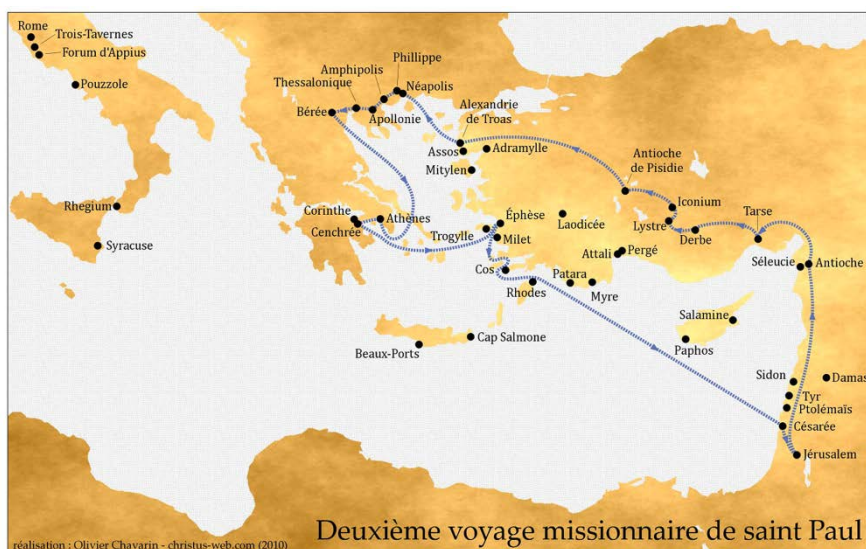 Rome
Trois-Tavernes
Forum d'Appius
Pouzzole
Rhegium
Syracuse
Phillippe
Amphipolis
Néapolis
Thessalonique
Bérée
Apollonie
Alexandrie
de Troas
Assos
Adramylle
Mitylen
Antioche
de Pisidie
Iconium
Lystre
Derbe
Tarse
Corinthe
Cenchrée
Athènes
Éphèse
Trogylle
Milet
Laodicée
Attali
Pergé
Séleucie
Antioche
Cos
Rhodes
Patara
Myre
Salamine
Paphos
Beaux-Ports
Cap Salmone
Sidon
Damas
Tyr
Ptolémaïs
Césarée
Jérusalem
réalisation : Olivier Chavarin - christus-web.com (2010)
Deuxième voyage missionnaire de saint Paul